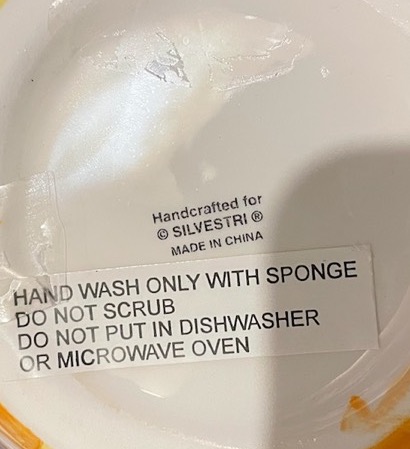 Handcrafted for
© SILVESTRI ®
MADE IN CHINA
HAND WASH ONLY WITH SPONGE
DO NOT SCRUB
DO NOT PUT IN DISHWASHER
OR MICROWAVE OVEN